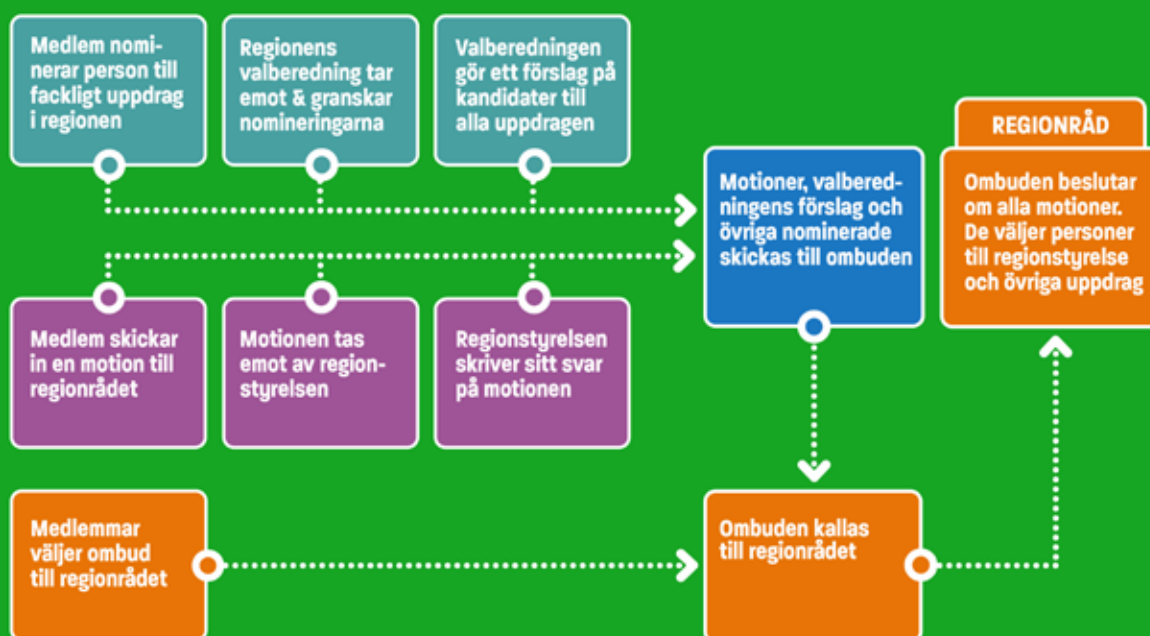 Medlem nomi-
nerar person till
fackligt uppdrag
i regionen
Regionens
valberedning tar
emot & granskar
nomineringarna
Valberedningen
gör ett förslag på
kandidater till
alla uppdragen
Motioner, valbered-
ningens förslag och
övriga nominerade
skickas till ombuden
REGIONRÅD
Ombuden beslutar
om alla motioner.
De väljer personer
till regionstyrelse
och övriga uppdrag
Medlem skickar
in en motion till
regionrådet
Motionen tas
emot av region-
styrelsen
Regionstyrelsen
skriver sitt svar
på motionen
Medlemmar
väljer ombud
till regionrådet
Ombuden kallas
till regionrådet